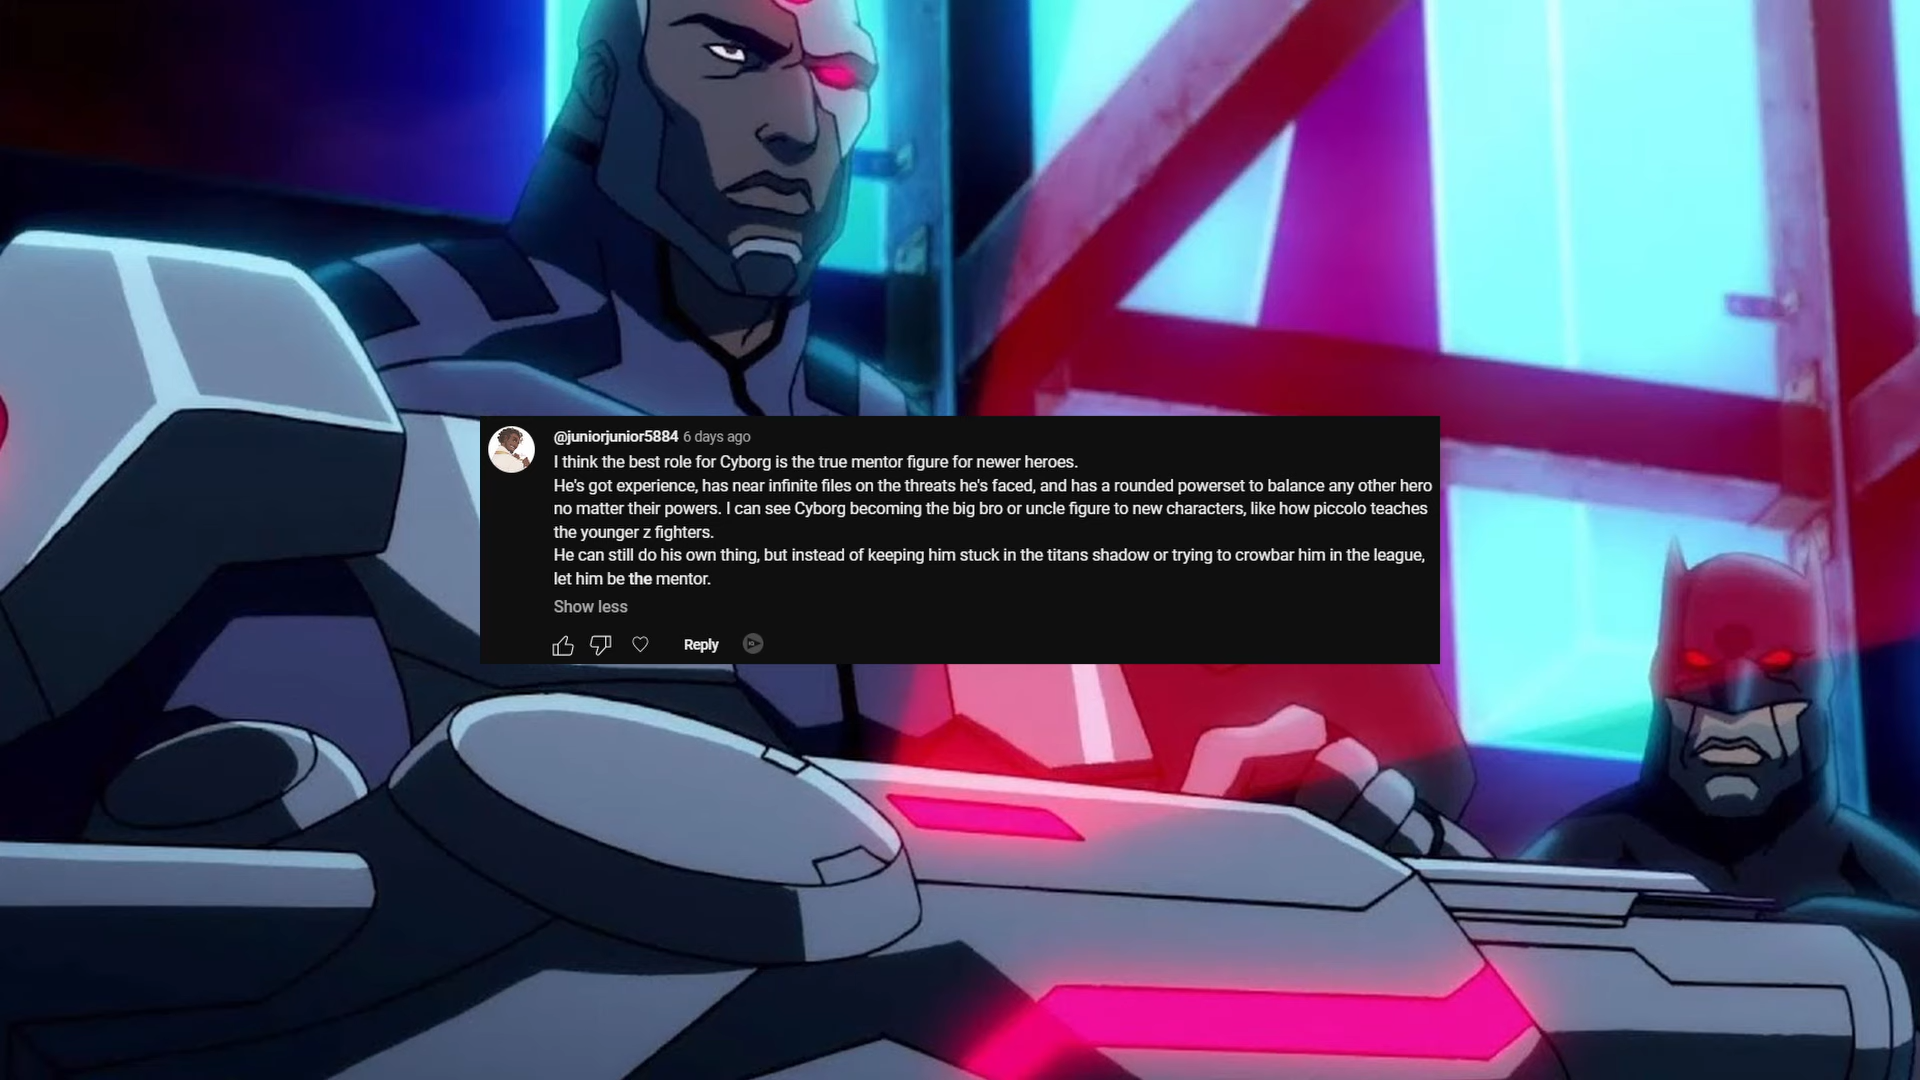 @juniorjunior5884 6 days ago
I think the best role for Cyborg is the true mentor figure for newer heroes.
He's got experience, has near infinite files on the threats he's faced, and has a rounded powerset to balance any other hero
no matter their powers. I can see Cyborg becoming the big bro or uncle figure to new characters, like how piccolo teaches
the younger z fighters.
He can still do his own thing, but instead of keeping him stuck in the titans shadow or trying to crowbar him in the league,
let him be the mentor.
Show less
Reply